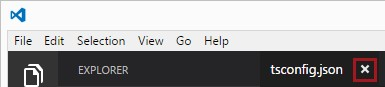 File Edit Selection View Go Help
EXPLORER tsconfig.json